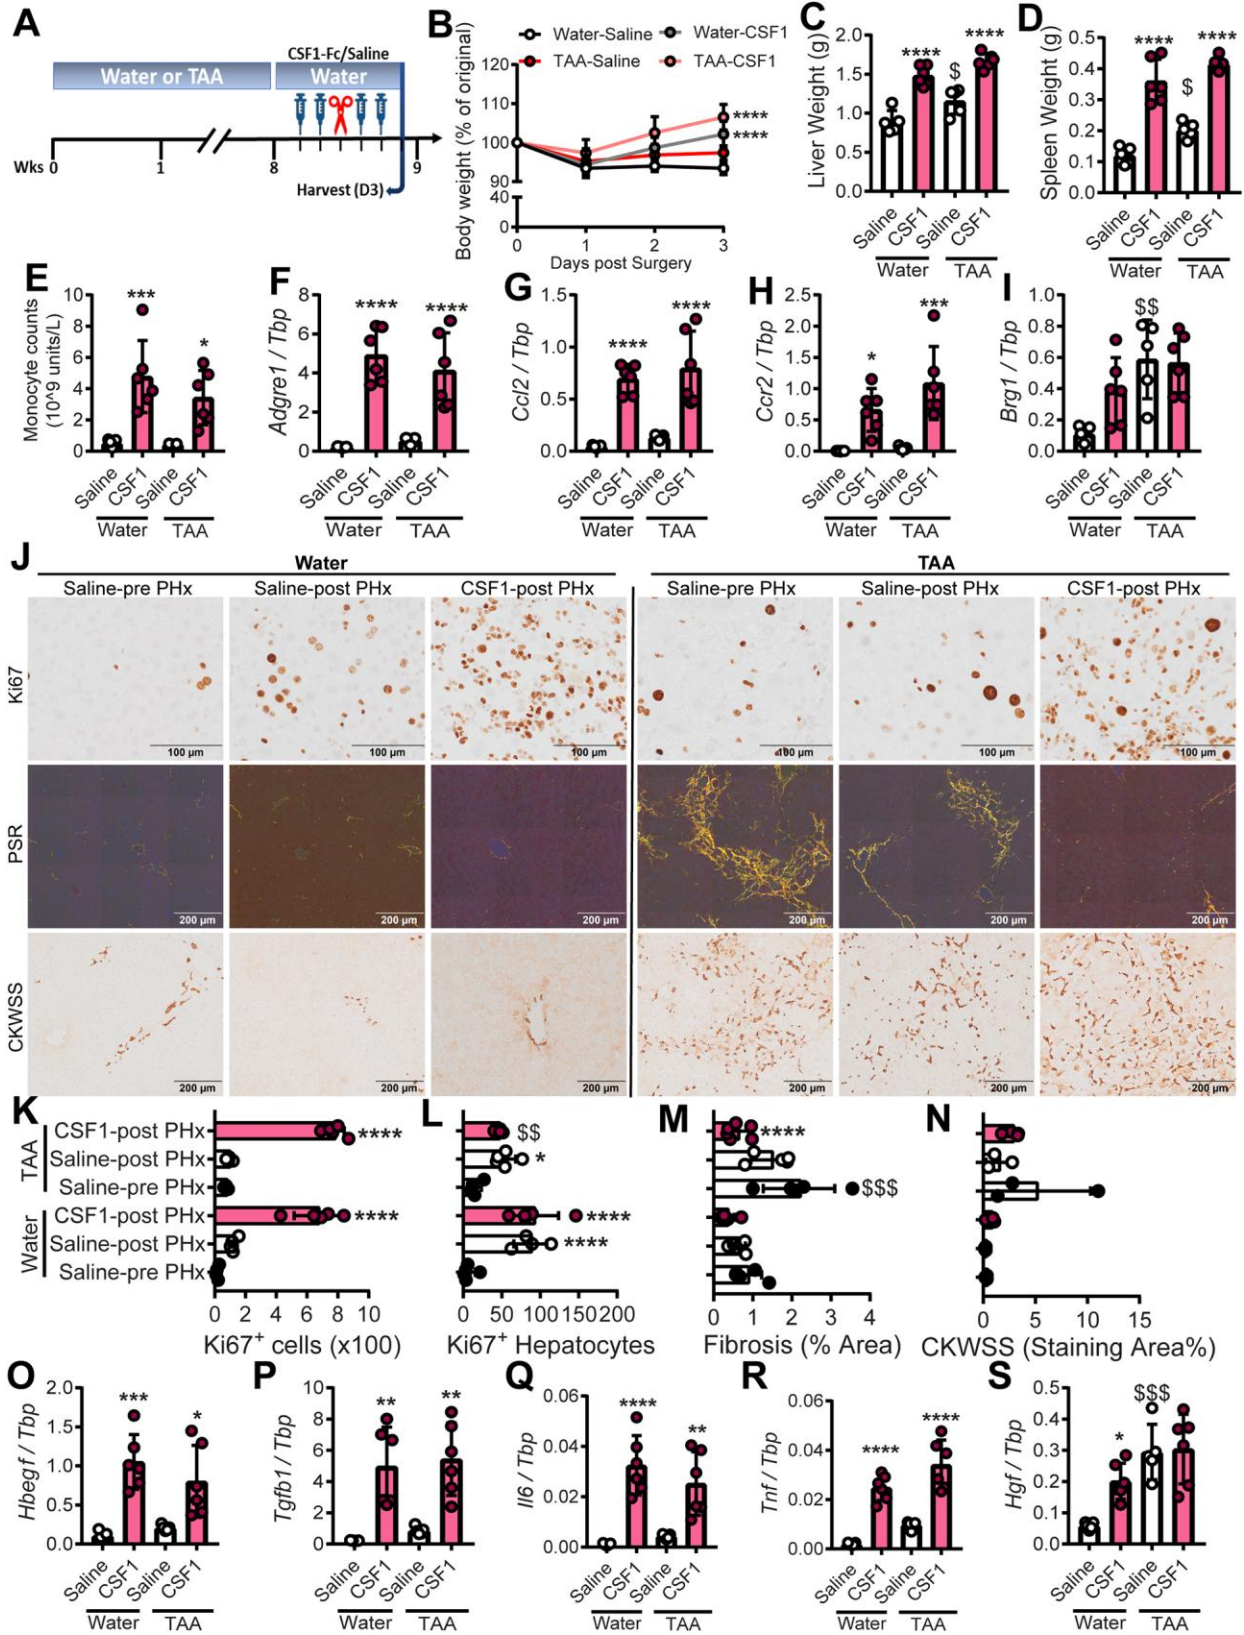 A
CSF1-Fc/Saline
Water or TAA
Water
Wks 0 1 8 9
Harvest (D3)
B
Water-Saline
Water-CSF1
TAA-Saline
TAA-CSF1
Body weight (% of original)
120
110
100
90
40
0
****
****
0 1 2 3
Days post Surgery
C
Liver Weight (g)
2.0
1.5
1.0
0.5
0.0
**** $ ****
Saline CSF1 Saline CSF1
Water TAA
D
Spleen Weight (g)
0.5
0.4
0.3
0.2
0.1
0.0
**** $ ****
Saline CSF1 Saline CSF1
Water TAA
E
Monocyte counts
(10^9 units/L)
10
8
6
4
2
0
*** *
Saline CSF1 Saline CSF1
Water TAA
F
Adgre1 / Tbp
8
6
4
2
0
**** ****
Saline CSF1 Saline CSF1
Water TAA
G
Ccl2 / Tbp
1.5
1.0
0.5
0.0
**** ****
Saline CSF1 Saline CSF1
Water TAA
H
Ccr2 / Tbp
2.5
2.0
1.5
1.0
0.5
0.0
* ***
Saline CSF1 Saline CSF1
Water TAA
I
Brg1 / Tbp
1.0
0.8
0.6
0.4
0.2
0.0
$$
Saline CSF1 Saline CSF1
Water TAA
J
Water TAA
Saline-pre PHx Saline-post PHx CSF1-post PHx Saline-pre PHx Saline-post PHx CSF1-post PHx
Ki67
100 µm 100 µm 100 µm 100 µm 100 µm 100 µm
PSR
200 µm 200 µm 200 µm 200 µm 200 µm 200 µm
CKWSS
200 µm 200 µm 200 µm 200 µm 200 µm 200 µm
K
TAA
CSF1-post PHx
Saline-post PHx
Saline-pre PHx
Water
CSF1-post PHx
Saline-post PHx
Saline-pre PHx
****
****
0 2 4 6 8 10
Ki67+ cells (x100)
L
$$
*
****
****
0 50 100 150 200
Ki67+ Hepatocytes
M
****
$$$
0 1 2 3 4
Fibrosis (% Area)
N
0 5 10 15
CKWSS (Staining Area%)
O
Hbegf / Tbp
2.0
1.5
1.0
0.5
0.0
*** *
Saline CSF1 Saline CSF1
Water TAA
P
Tgfb1 / Tbp
10
8
6
4
2
0
** **
Saline CSF1 Saline CSF1
Water TAA
Q
Il6 / Tbp
0.06
0.04
0.02
0.00
**** **
Saline CSF1 Saline CSF1
Water TAA
R
Tnf / Tbp
0.06
0.04
0.02
0.00
**** ****
Saline CSF1 Saline CSF1
Water TAA
S
Hgf / Tbp
0.5
0.4
0.3
0.2
0.1
0.0
* $$$
Saline CSF1 Saline CSF1
Water TAA